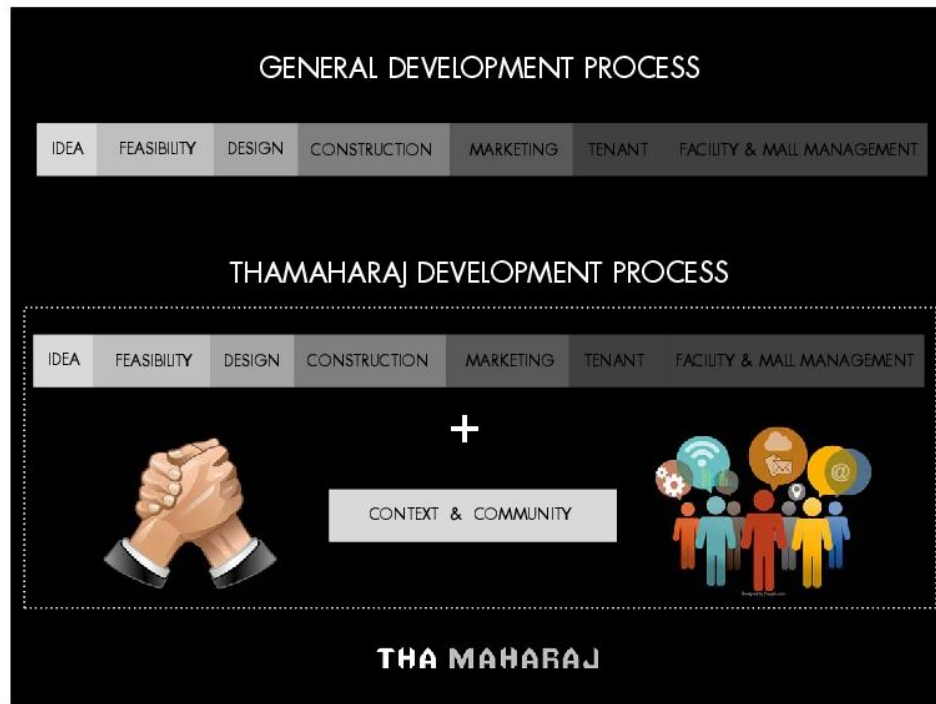 GENERAL DEVELOPMENT PROCESS
IDEA FEASIBILITY DESIGN CONSTRUCTION MARKETING TENANT FACILITY & MALL MANAGEMENT
THAMAHARAJ DEVELOPMENT PROCESS
IDEA FEASIBILITY DESIGN CONSTRUCTION MARKETING TENANT FACILITY & MALL MANAGEMENT
+
@
CONTEXT & COMMUNITY
THA MAHARAJ